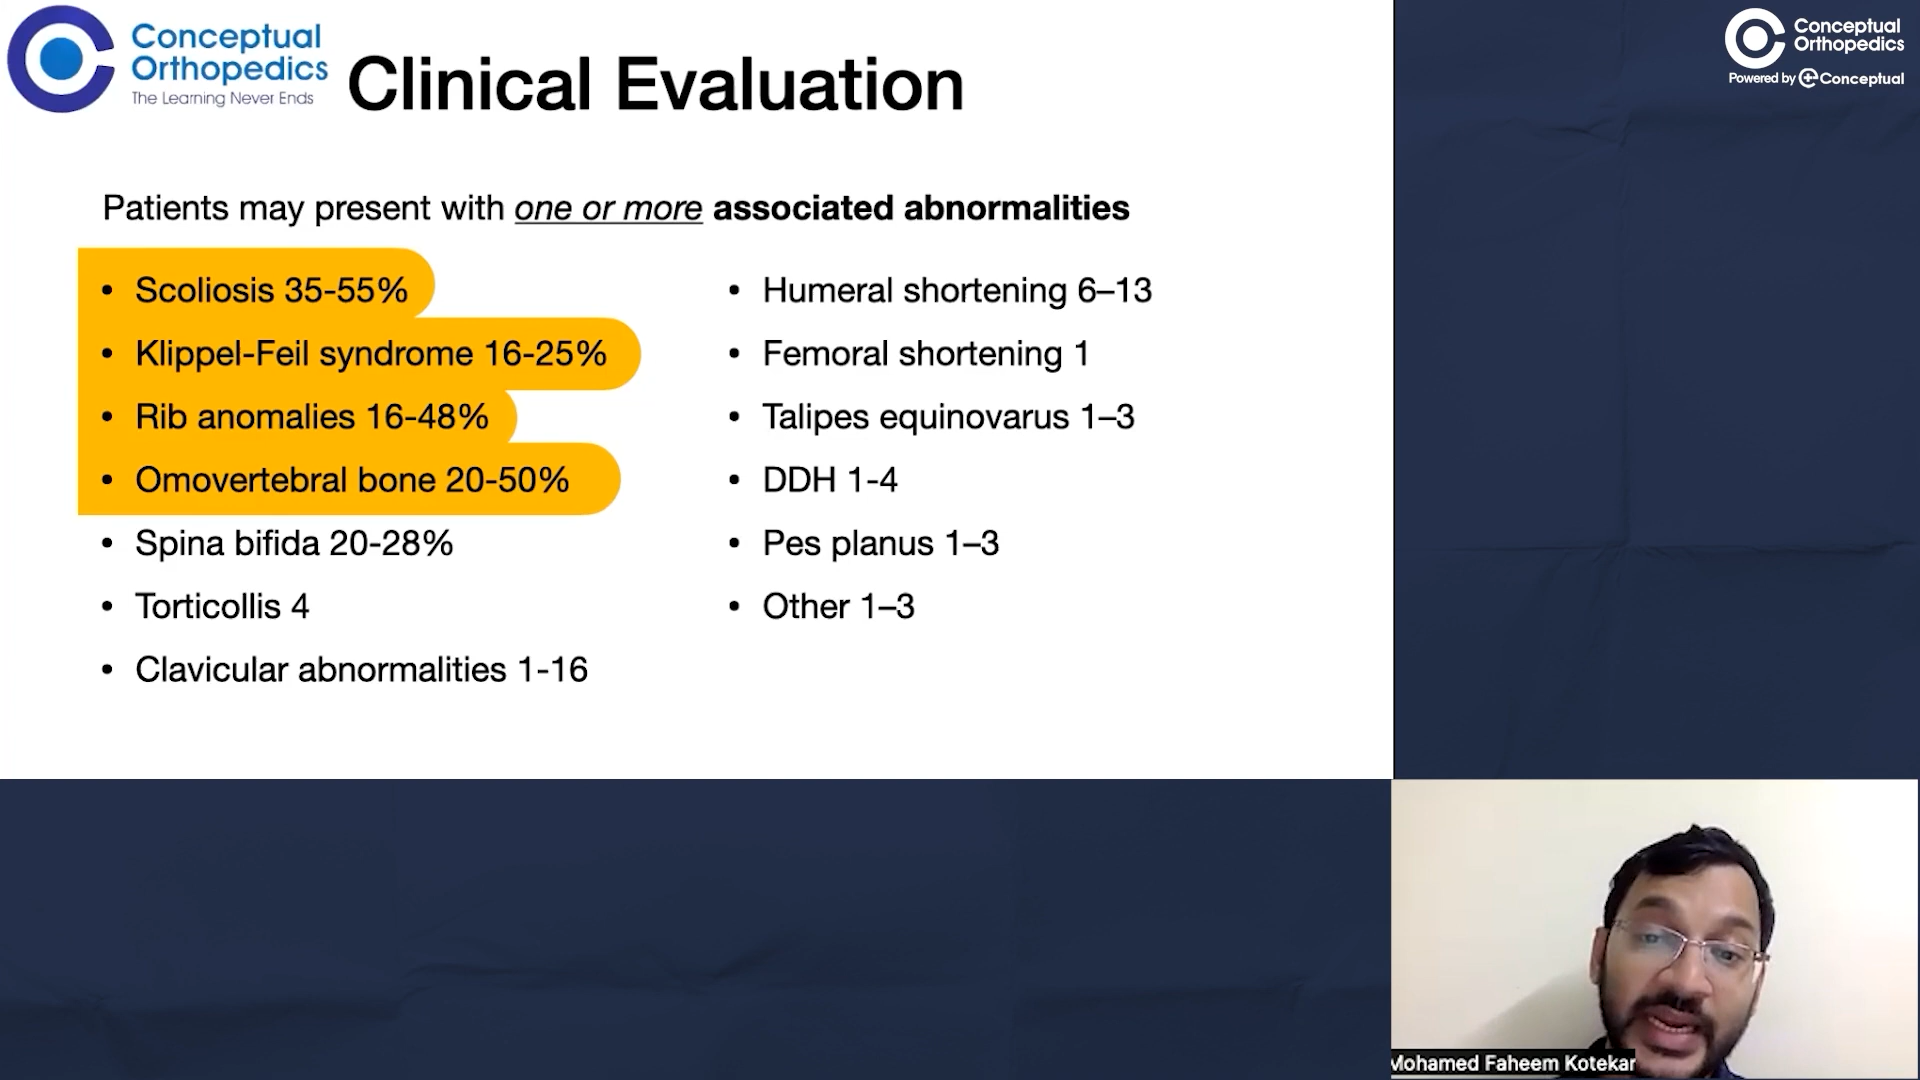 Conceptual
Orthopedics
The Learning Never Ends
Clinical Evaluation
Conceptual
Orthopedics
Powered by Conceptual
Patients may present with one or more associated abnormalities
• Scoliosis 35-55%
• Klippel-Feil syndrome 16-25%
• Rib anomalies 16-48%
• Omovertebral bone 20-50%
• Spina bifida 20-28%
• Torticollis 4
• Clavicular abnormalities 1-16
• Humeral shortening 6–13
• Femoral shortening 1
• Talipes equinovarus 1–3
• DDH 1-4
• Pes planus 1–3
• Other 1–3
Mohamed Faheem Kotekar